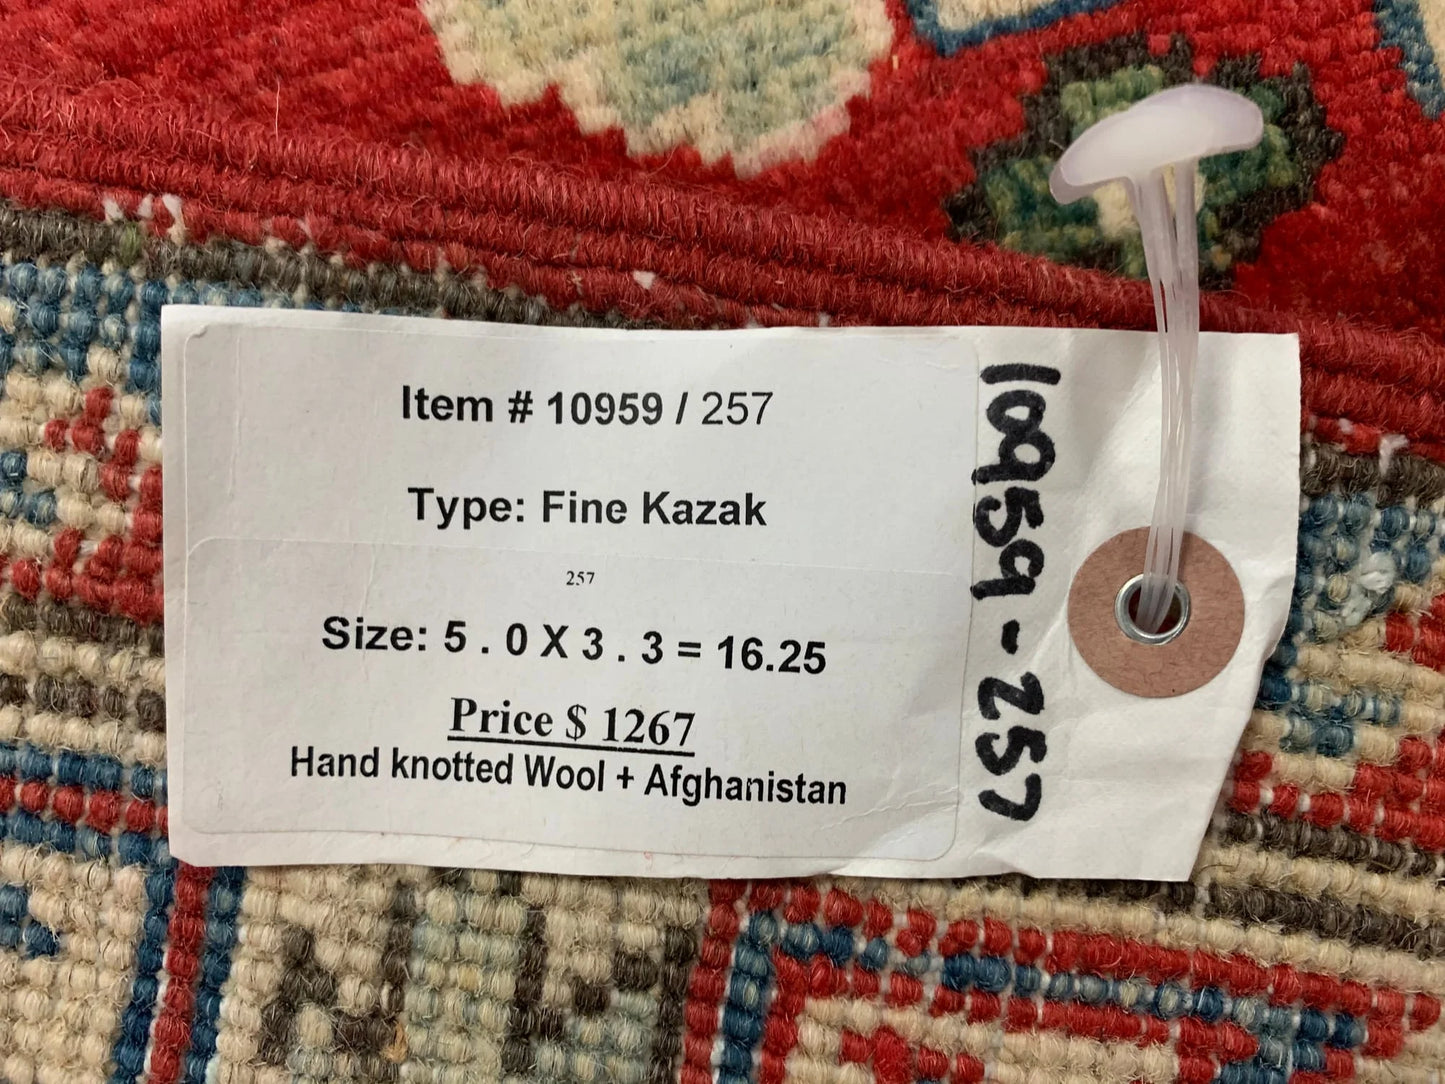 Item # 10959 / 257
Type: Fine Kazak
257
Size: 5 . 0 X 3 . 3 = 16.25
Price $ 1267
Hand knotted Wool + Afghanistan
10959 - 257